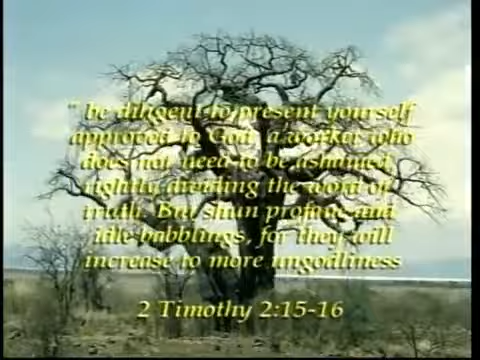 " be diligent to present yourself
approved to God, a worker who
does not need to be ashamed,
rightly dividing the word of
truth. But shun profane and
idle babblings, for they will
increase to more ungodliness
2 Timothy 2:15-16